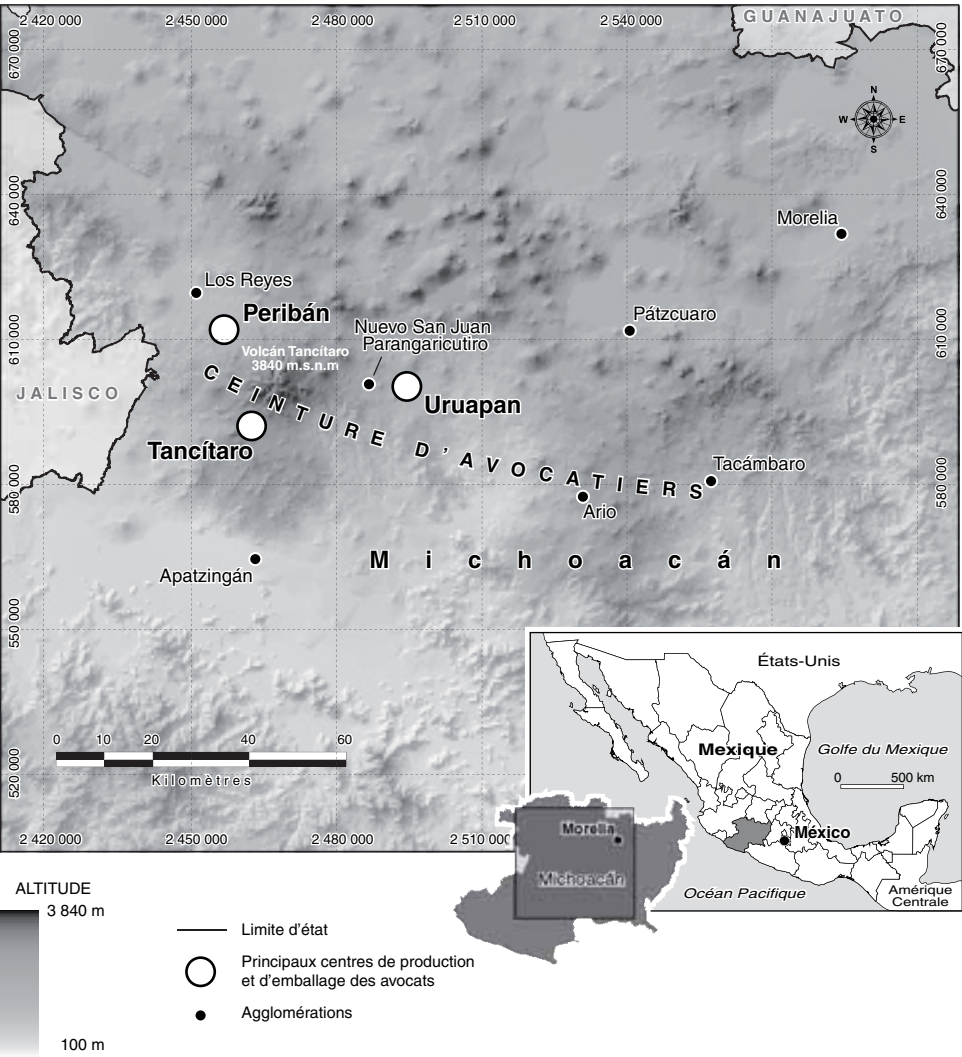 2 420 000
2 450 000
2 480 000
2 510 000
2 540 000
GUANAJUATO
670 000
670 000
N
W
E
S
640 000
640 000
Morelia
Los Reyes
Peribán
Pátzcuaro
Nuevo San Juan
Parangaricutiro
610 000
610 000
Volcán Tancítaro
3840 m.s.n.m
JALISCO
CEINTURE D'AVOCATIERS
Uruapan
Tancítaro
Tacámbaro
580 000
580 000
Ario
Michoacán
Apatzingán
550 000
États-Unis
Mexique
Golfe du Mexique
0 500 km
0 10 20 40 60
Kilomètres
520 000
México
Morelia
Michoacán
Océan Pacifique
Amérique
Centrale
2 420 000
2 450 000
2 480 000
2 510 000
ALTITUDE
3 840 m
100 m
Limite d'état
Principaux centres de production
et d'emballage des avocats
Agglomérations